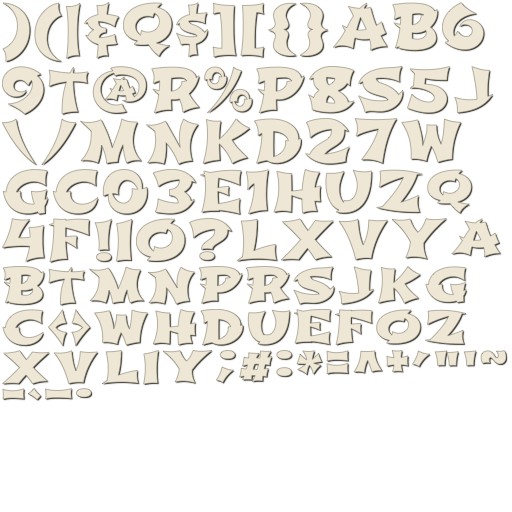 )(|&Q$][{}AB6
9T@R%P8S5J
\/MNKD27W
GC03E1HUZQ
4F!IO?LXVYA
BTMNPRSJKG
C<>WHDUEFOZ
XVLIY;#:*=^+'"~